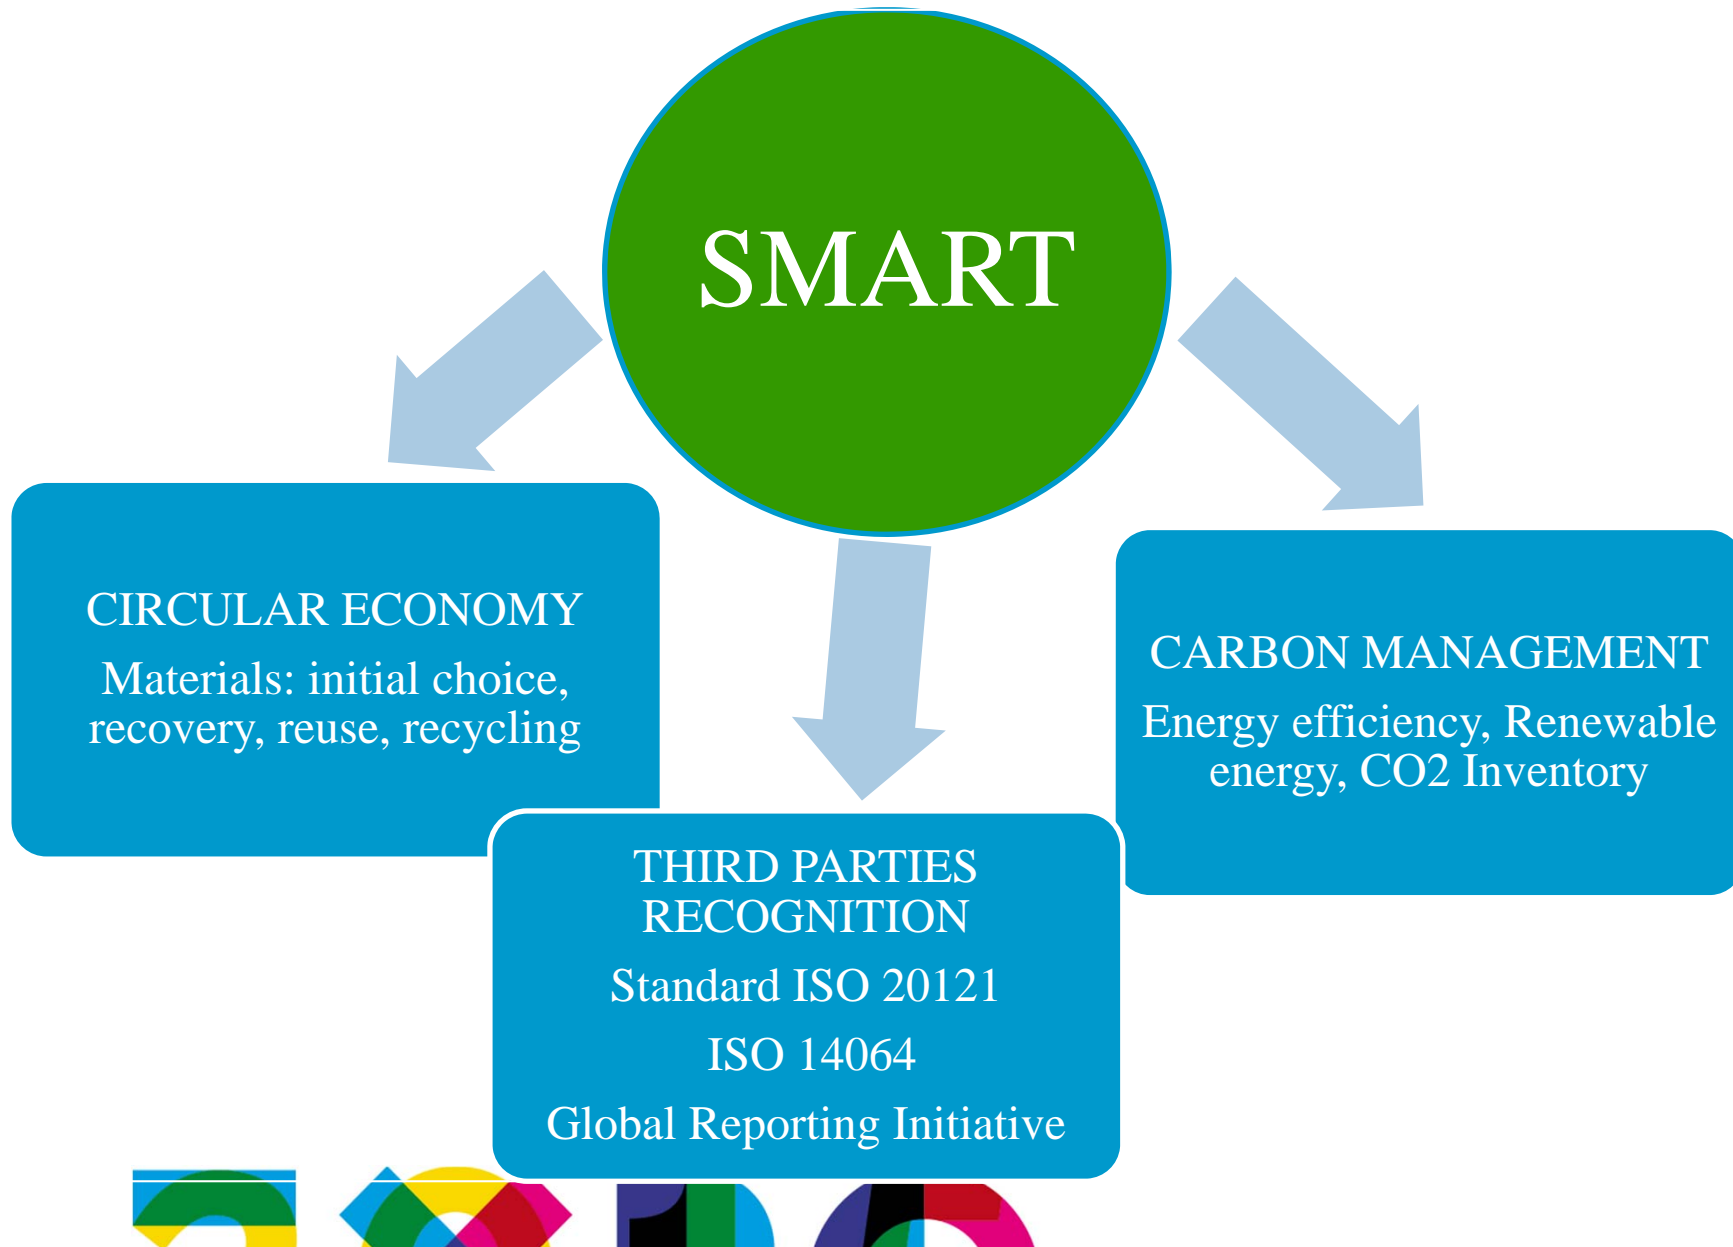 SMART
CIRCULAR ECONOMY
Materials: initial choice,
recovery, reuse, recycling
THIRD PARTIES
RECOGNITION
Standard ISO 20121
ISO 14064
Global Reporting Initiative
CARBON MANAGEMENT
Energy efficiency, Renewable
energy, CO2 Inventory